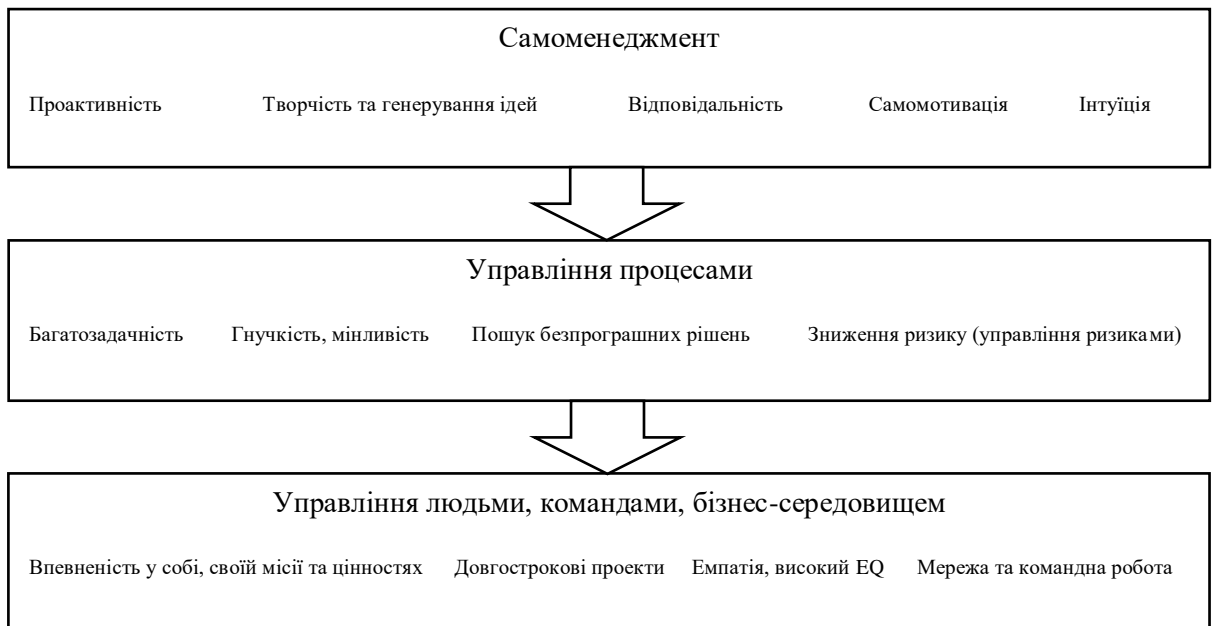 Самоменеджмент
Проактивність Творчість та генерування ідей Відповідальність Самомотивація Інтуїція
Управління процесами
Багатозадачність Гнучкість, мінливість Пошук безпрограшних рішень Зниження ризику (управління ризиками)
Управління людьми, командами, бізнес-середовищем
Впевненість у собі, своїй місії та цінностях Довгострокові проекти Емпатія, високий EQ Мережа та командна робота